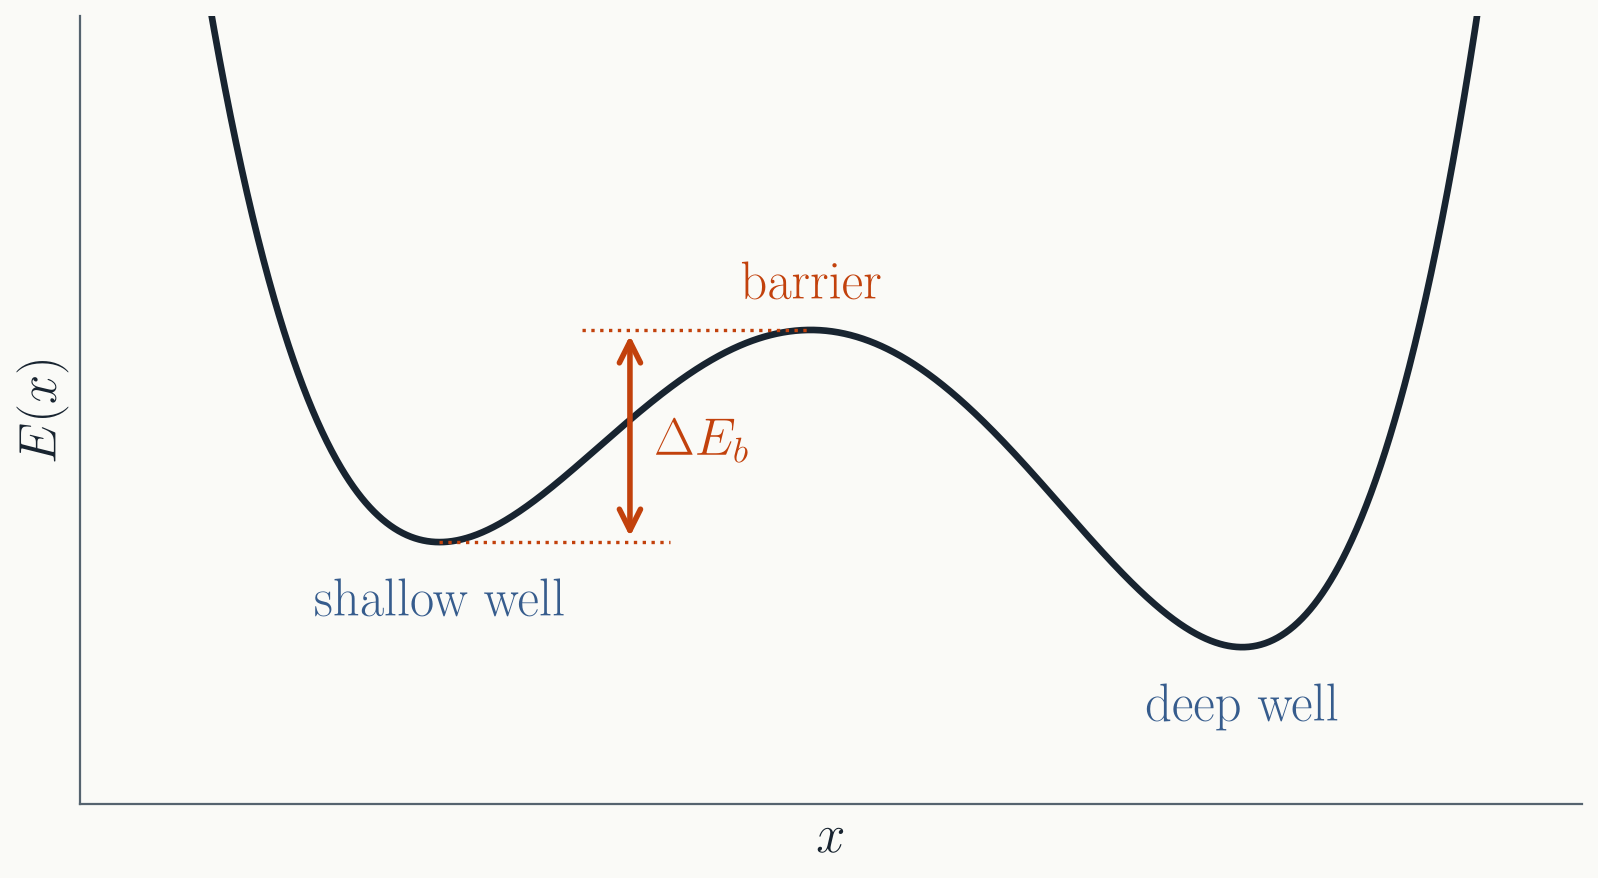 barrier
E(x)
ΔE_b
shallow well
deep well
x